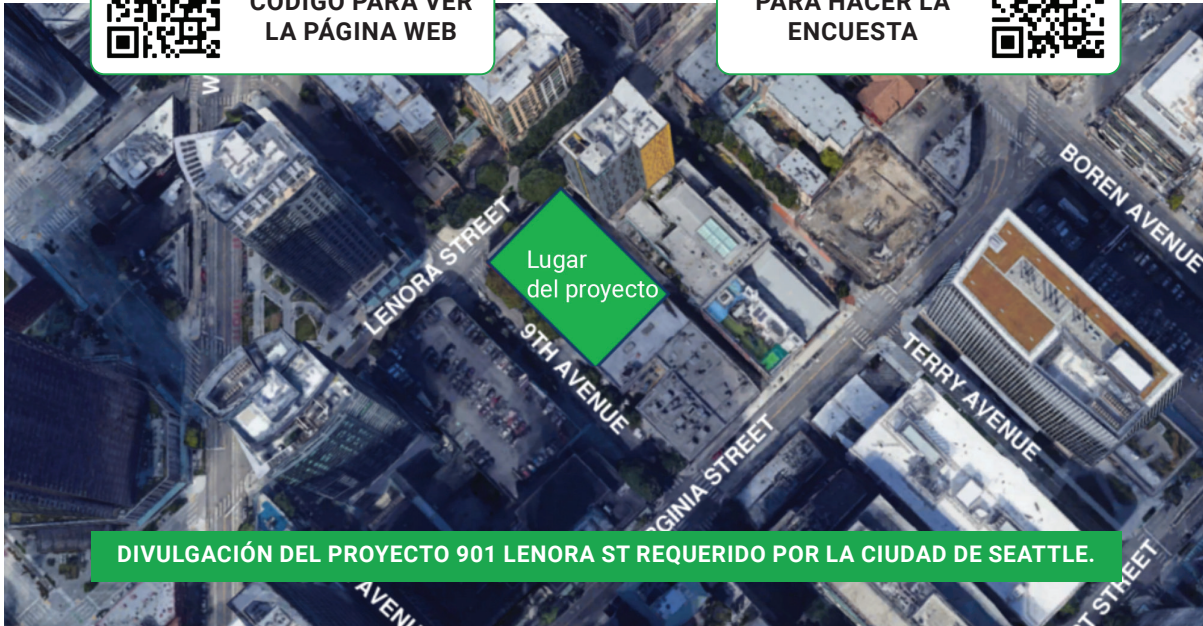 CÓDIGO PARA VER
LA PÁGINA WEB
PARA HACER LA
ENCUESTA
BOREN AVENUE
LENORA STREET
Lugar
del proyecto
9TH AVENUE
TERRY AVENUE
STREET
DIVULGACIÓN DEL PROYECTO 901 LENORA ST REQUERIDO POR LA CIUDAD DE SEATTLE.